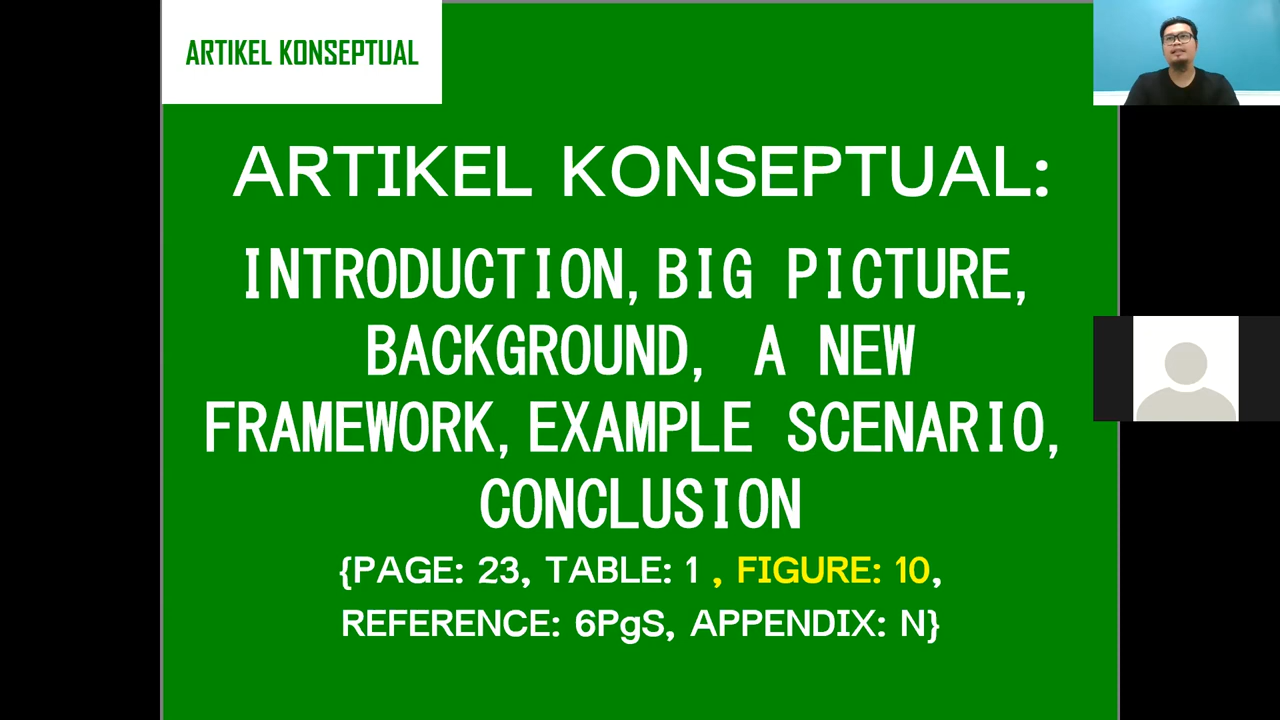 ARTIKEL KONSEPTUAL
ARTIKEL KONSEPTUAL:
INTRODUCTION, BIG PICTURE,
BACKGROUND, A NEW
FRAMEWORK, EXAMPLE SCENARIO,
CONCLUSION
{PAGE: 23, TABLE: 1 , FIGURE: 10,
REFERENCE: 6PgS, APPENDIX: N}